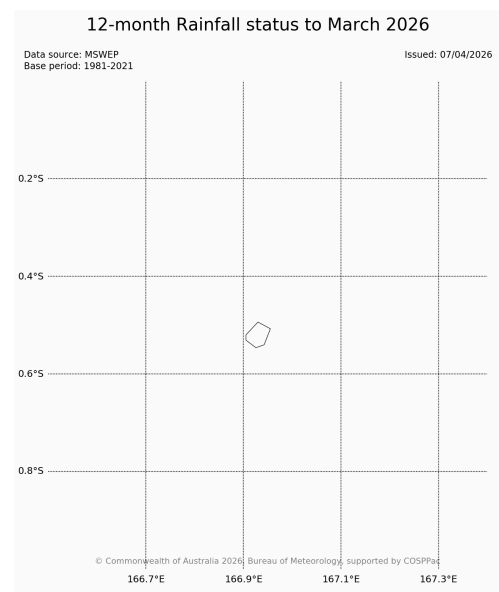 12-month Rainfall status to March 2026
Data source: MSWEP
Issued: 07/04/2026
Base period: 1981-2021
0.2°S
0.4°S
0.6°S
0.8°S
© Commonwealth of Australia 2026, Bureau of Meteorology, supported by COSPPac
166.7°E 166.9°E 167.1°E 167.3°E